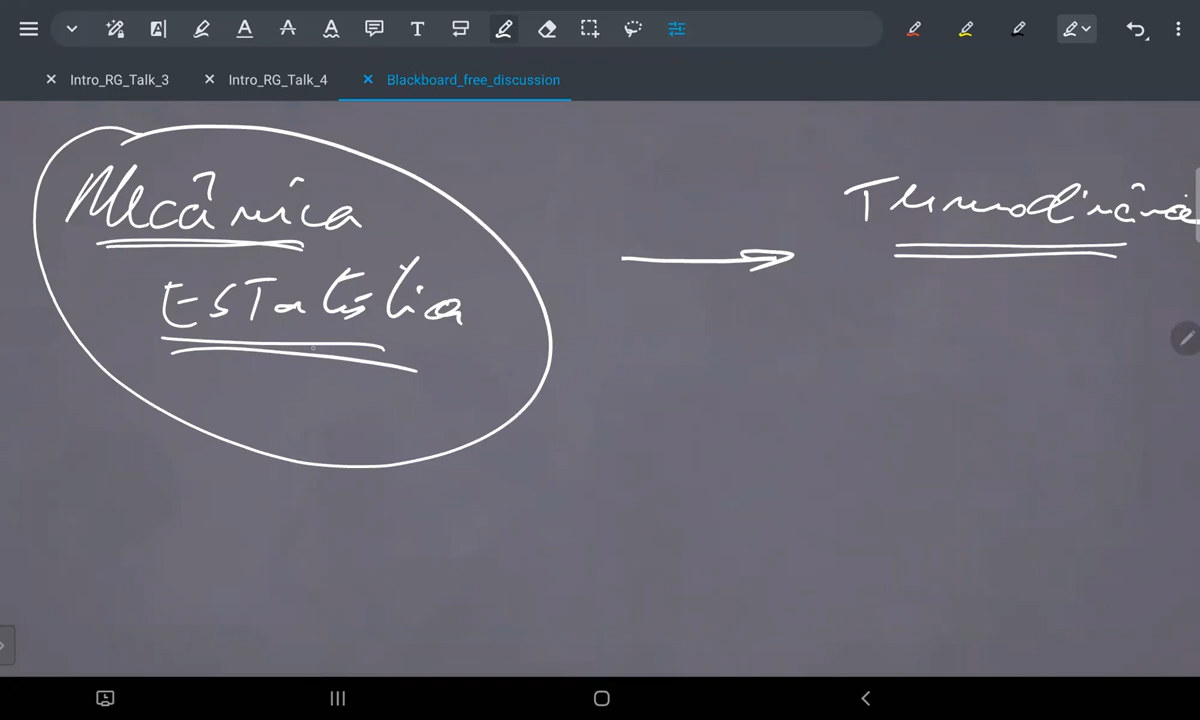 Intro_RG_Talk_3 Intro_RG_Talk_4 Blackboard_free_discussion
Mecânica Termodinâmica
Estatística